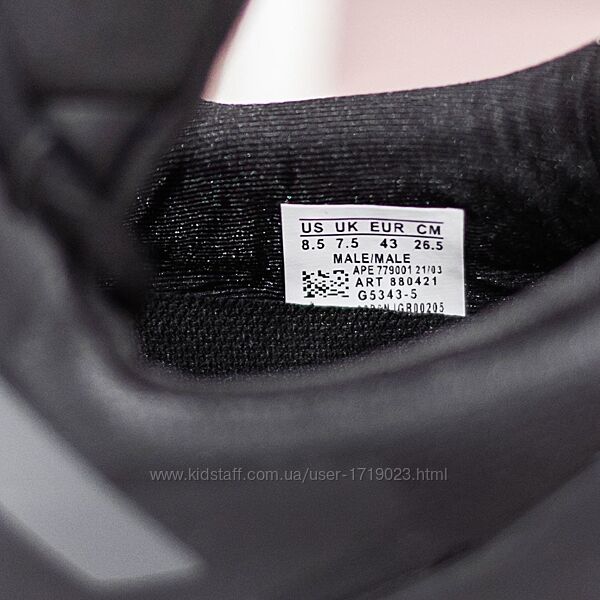 US UK EUR CM
8.5 7.5 43 26.5
MALE/MALE
APE 779001 21/03
ART 880421
G5343-5
GR00205
www.kidstaff.com.ua/user-1719023.html